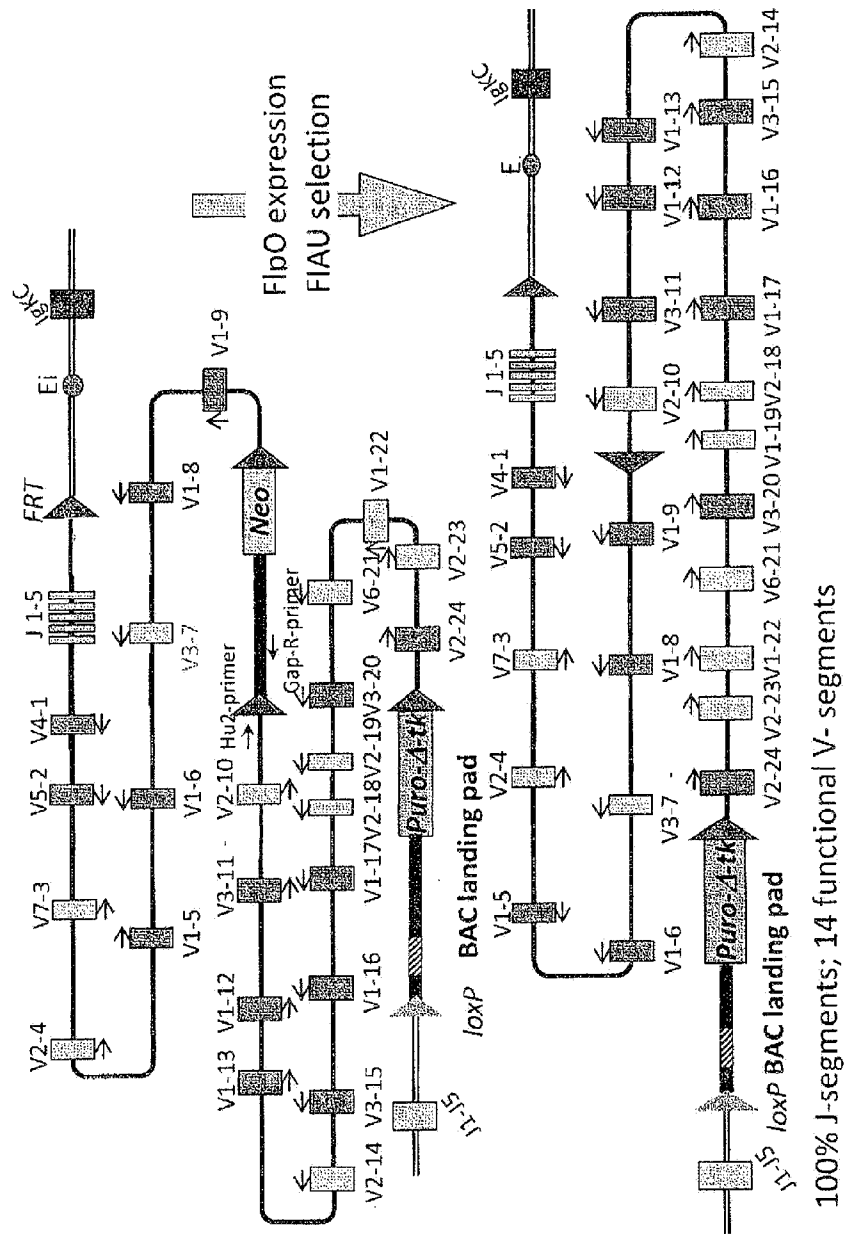 V2-4
V7-3
V5-2
V4-1
J 1-5
FRT
Ei
IgKC
V1-5
V1-6
V3-7
V1-8
V1-9
V1-13
V1-12
V3-11 -
V2-10
Hu2-primer
Gap-R-primer
Neo
V2-14
V3-15
V1-16
V1-17
V2-18
V2-19
V3-20
V6-21
V1-22
J1-J5
loxP
BAC landing pad
Puro-Δ-tk
V2-24
V2-23
FlpO expression
FIAU selection
V1-5
V2-4
V7-3
V5-2
V4-1
J 1-5
E
IgKC
V1-6
V3-7 -
V1-8
V1-9
V2-10
V3-11
V1-12
V1-13
J1-J5
loxP BAC landing pad
Puro-Δ-tk
V2-24
V2-23
V1-22
V6-21
V3-20
V1-19
V2-18
V1-17
V1-16
V3-15
V2-14
100% J-segments; 14 functional V- segments